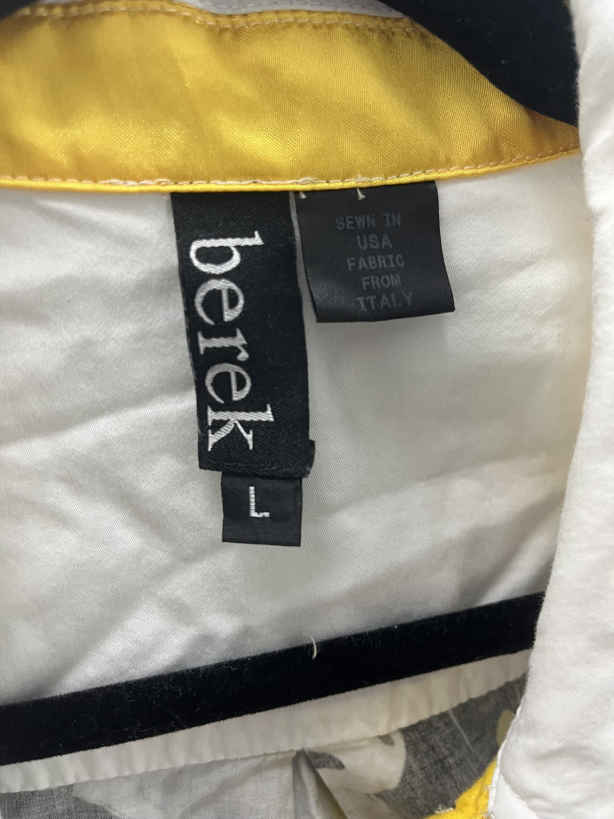 berek
L
SEWN IN
USA
FABRIC
FROM
ITALY